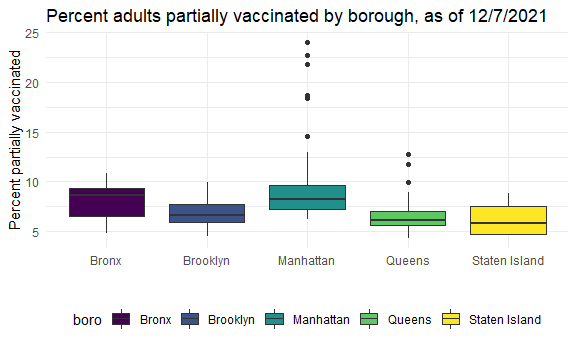 Percent adults partially vaccinated by borough, as of 12/7/2021
Percent partially vaccinated
25
20
15
10
5
Bronx Brooklyn Manhattan Queens Staten Island
boro Bronx Brooklyn Manhattan Queens Staten Island